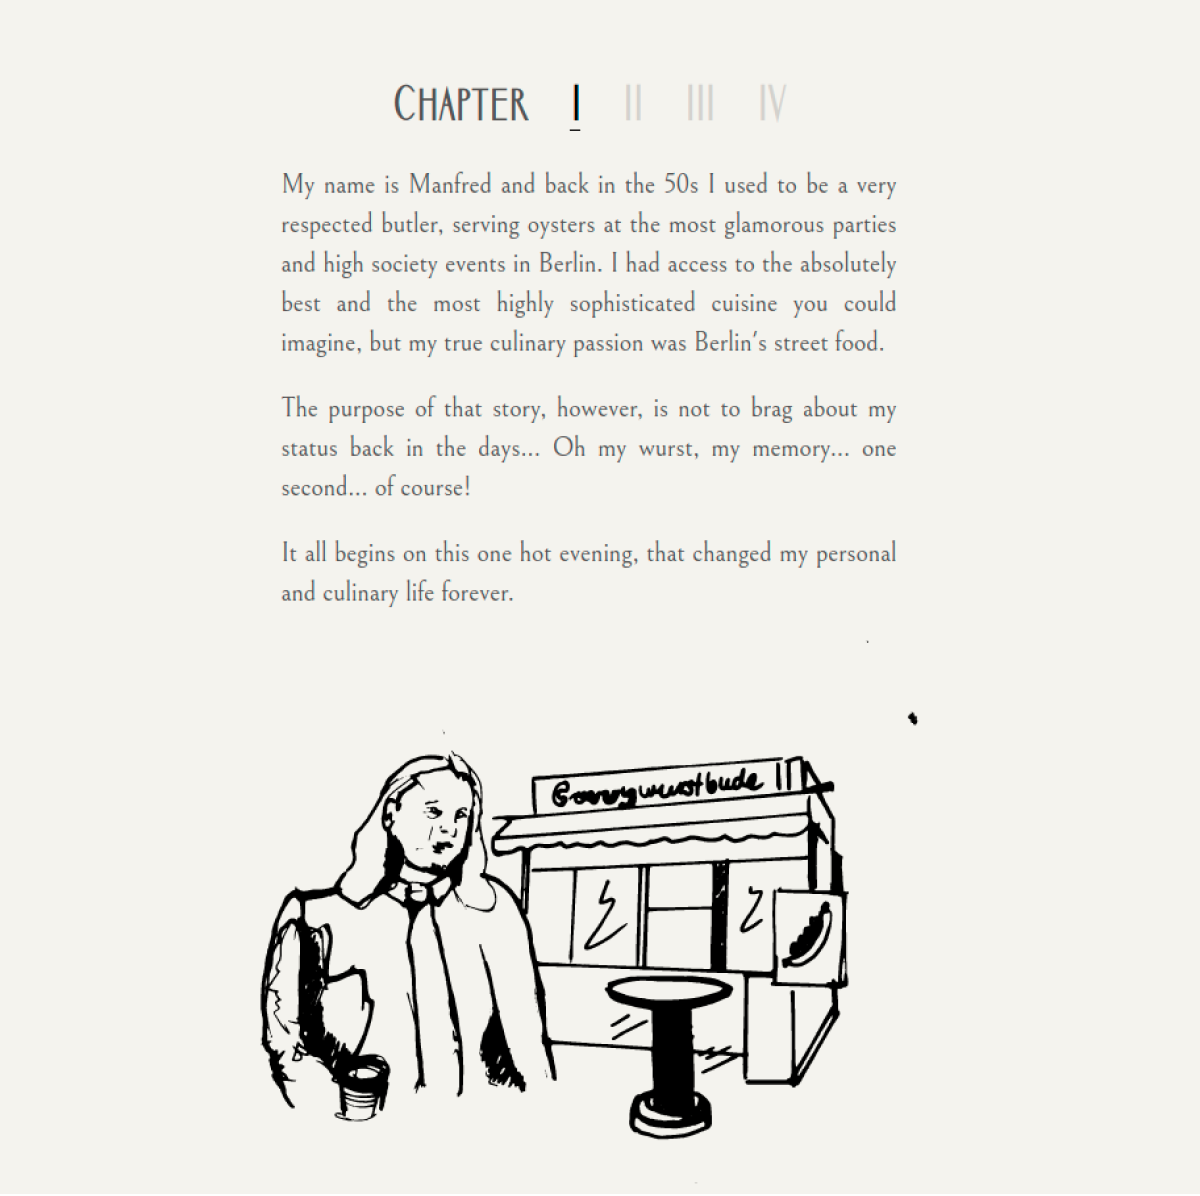 CHAPTER I II III IV
My name is Manfred and back in the 50s I used to be a very
respected butler, serving oysters at the most glamorous parties
and high society events in Berlin. I had access to the absolutely
best and the most highly sophisticated cuisine you could
imagine, but my true culinary passion was Berlin's street food.
The purpose of that story, however, is not to brag about my
status back in the days... Oh my wurst, my memory... one
second... of course!
It all begins on this one hot evening, that changed my personal
and culinary life forever.